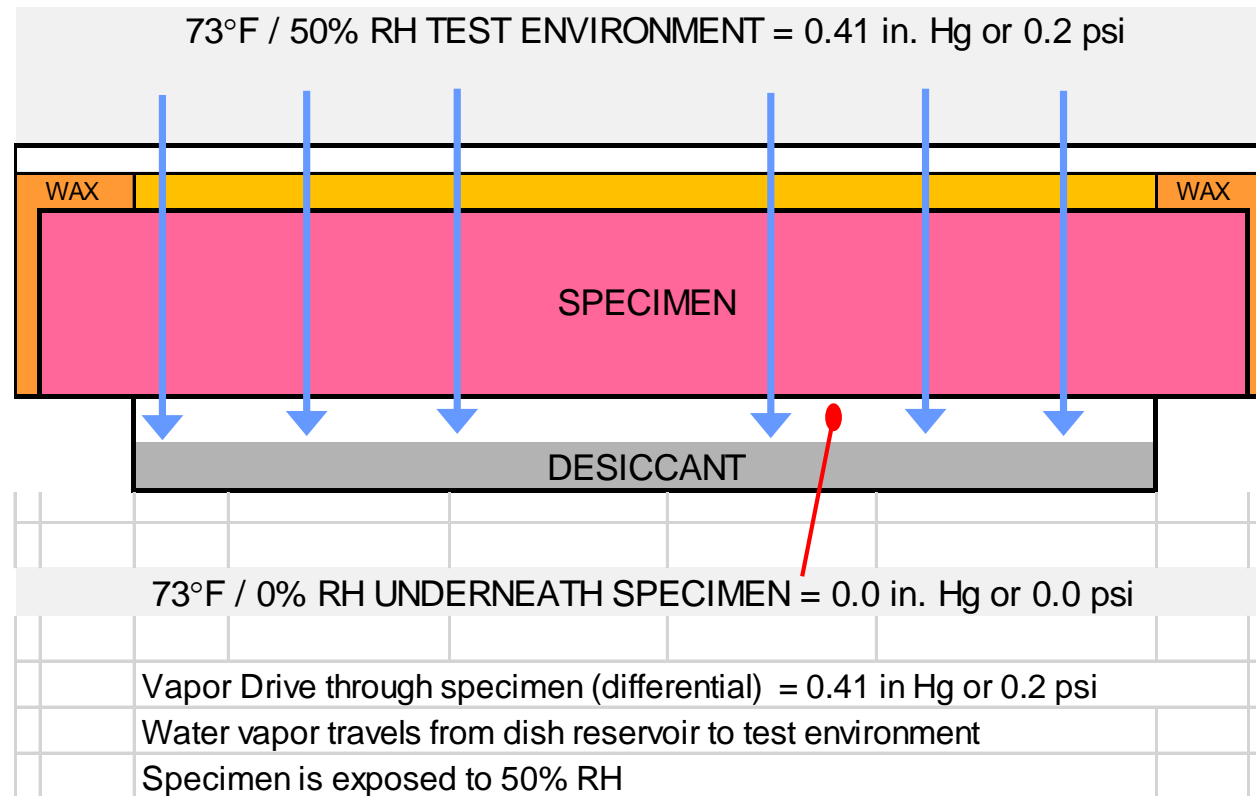 73°F / 50% RH TEST ENVIRONMENT = 0.41 in. Hg or 0.2 psi
WAX
WAX
SPECIMEN
DESICCANT
73°F / 0% RH UNDERNEATH SPECIMEN = 0.0 in. Hg or 0.0 psi
Vapor Drive through specimen (differential) = 0.41 in Hg or 0.2 psi
Water vapor travels from dish reservoir to test environment
Specimen is exposed to 50% RH